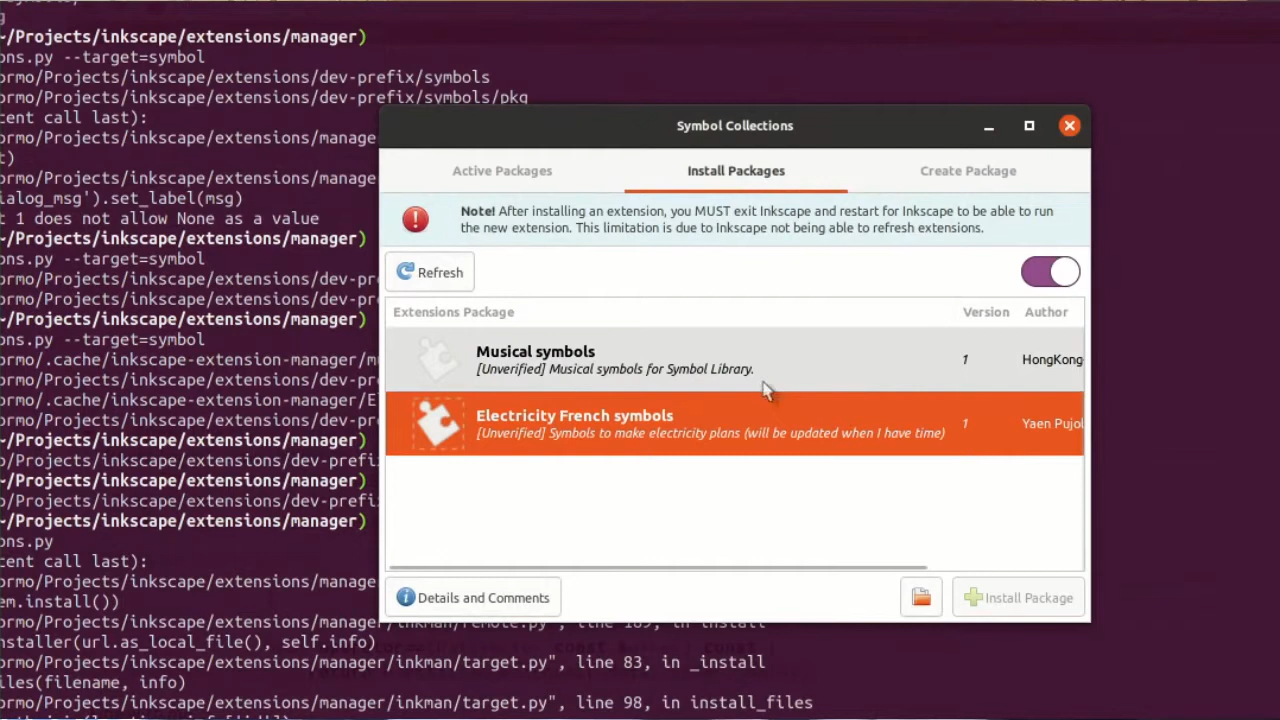 ~/Projects/inkscape/extensions/manager)
ons.py --target=symbol
ormo/Projects/inkscape/extensions/dev-prefix/symbols
ormo/Projects/inkscape/extensions/dev-prefix/symbols/pkg
cent call last):
ormo/Projects/inkscape/extensions/manage
t)
ormo/Projects/inkscape/extensions/manage
ialog_msg').set_label(msg)
t 1 does not allow None as a value
~/Projects/inkscape/extensions/manager)
ons.py --target=symbol
ormo/Projects/inkscape/extensions/dev-pre
ormo/Projects/inkscape/extensions/dev-pre
~/Projects/inkscape/extensions/manager)
ons.py --target=symbol
ormo/.cache/inkscape-extension-manager/m
ormo/Projects/inkscape/extensions/dev-pre
ormo/.cache/inkscape-extension-manager/E
ormo/Projects/inkscape/extensions/dev-pre
~/Projects/inkscape/extensions/manager)
o/Projects/inkscape/extensions/dev-prefi
~/Projects/inkscape/extensions/manager)
o/Projects/inkscape/extensions/dev-prefi
~/Projects/inkscape/extensions/manager)
ons.py
cent call last):
ormo/Projects/inkscape/extensions/manage
em.install())
ormo/Projects/inkscape/extensions/manager/inkman/remote.py", line 189, in install
nstaller(url.as_local_file(), self.info)
ormo/Projects/inkscape/extensions/manager/inkman/target.py", line 83, in _install
iles(filename, info)
ormo/Projects/inkscape/extensions/manager/inkman/target.py", line 98, in install_files
Symbol Collections
Active Packages Install Packages Create Package
Note! After installing an extension, you MUST exit Inkscape and restart for Inkscape to be able to run
the new extension. This limitation is due to Inkscape not being able to refresh extensions.
Refresh
Extensions Package Version Author
Musical symbols
[Unverified] Musical symbols for Symbol Library. 1 HongKong
Electricity French symbols
[Unverified] Symbols to make electricity plans (will be updated when I have time) 1 Yaen Pujol
Details and Comments Install Package